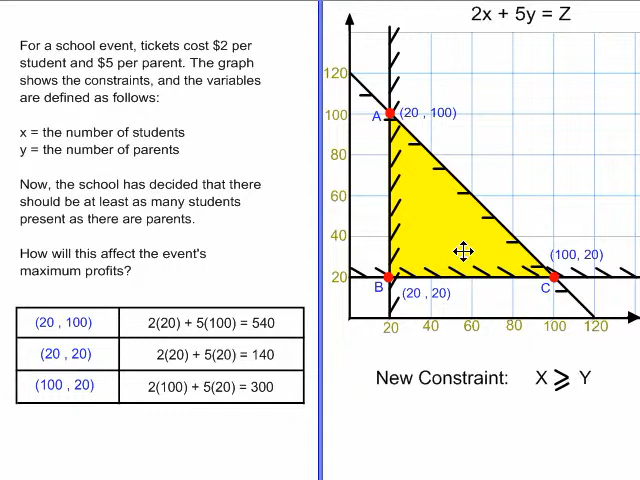 For a school event, tickets cost $2 per
student and $5 per parent. The graph
shows the constraints, and the variables
are defined as follows:
x = the number of students
y = the number of parents
Now, the school has decided that there
should be at least as many students
present as there are parents.
How will this affect the event's
maximum profits?
(20 , 100) 2(20) + 5(100) = 540
(20 , 20) 2(20) + 5(20) = 140
(100 , 20) 2(100) + 5(20) = 300
2x + 5y = Z
120
100
80
60
40
20
A (20 , 100)
(100, 20)
B (20 , 20) C
20 40 60 80 100 120
New Constraint: X ⩾ Y